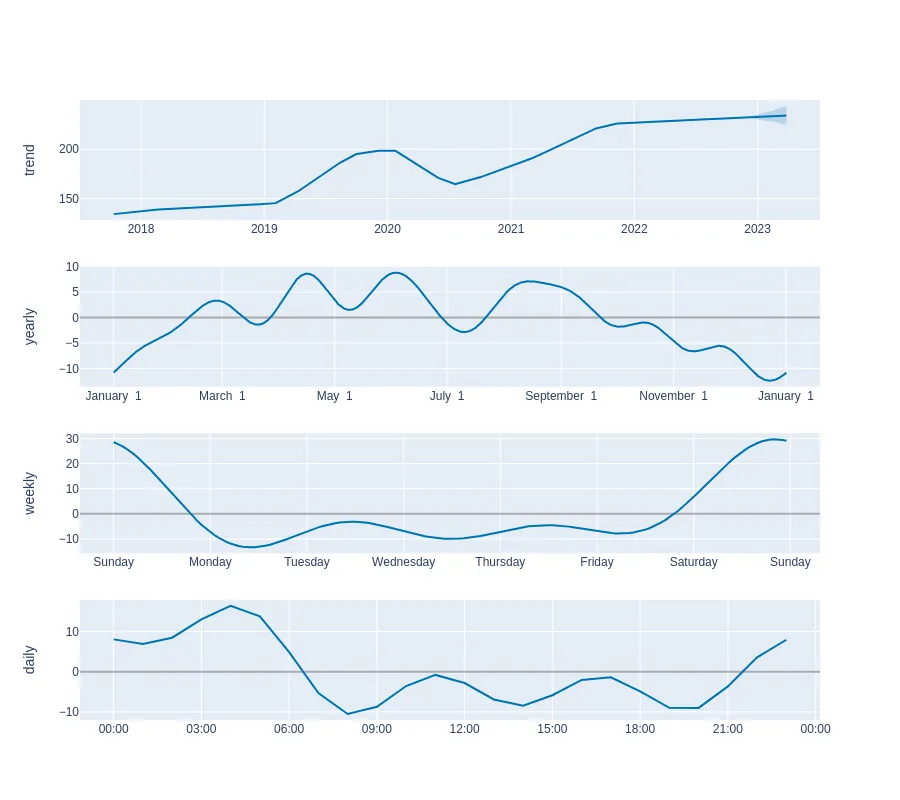 trend
200
150
2018 2019 2020 2021 2022 2023
yearly
10
5
0
−5
−10
January 1 March 1 May 1 July 1 September 1 November 1 January 1
weekly
30
20
10
0
−10
Sunday Monday Tuesday Wednesday Thursday Friday Saturday Sunday
daily
10
0
−10
00:00 03:00 06:00 09:00 12:00 15:00 18:00 21:00 00:00